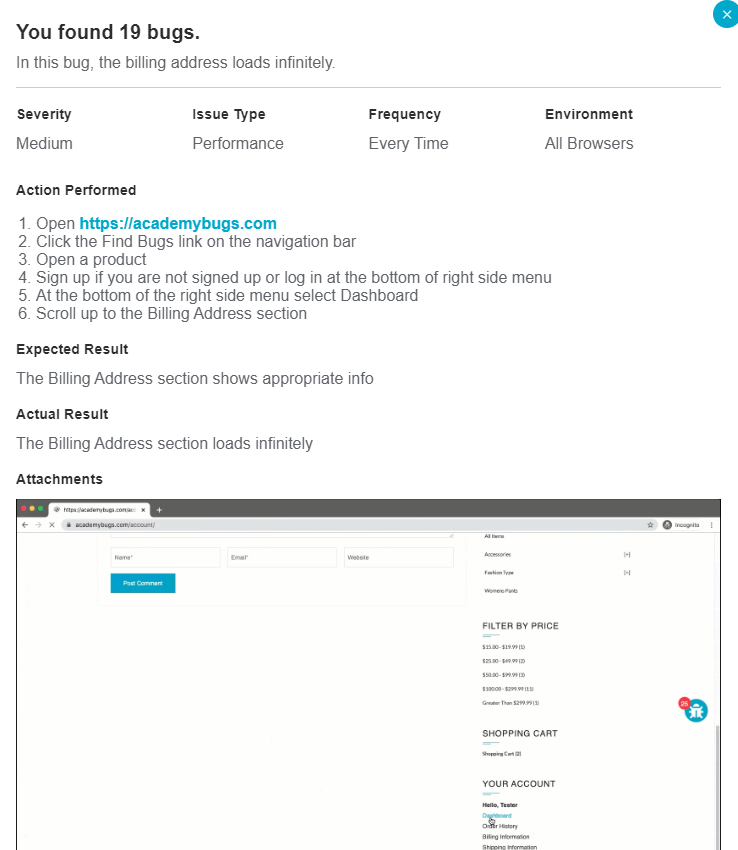 You found 19 bugs.
In this bug, the billing address loads infinitely.
Severity Issue Type Frequency Environment
Medium Performance Every Time All Browsers
Action Performed
1. Open https://academybugs.com
2. Click the Find Bugs link on the navigation bar
3. Open a product
4. Sign up if you are not signed up or log in at the bottom of right side menu
5. At the bottom of the right side menu select Dashboard
6. Scroll up to the Billing Address section
Expected Result
The Billing Address section shows appropriate info
Actual Result
The Billing Address section loads infinitely
Attachments
https://academybugs.com/acc
academybugs.com/account/ Incognito
All Items
Name* Email* Website
Accessories [+]
Post Comment
Fashion Type [+]
Womens Pants
FILTER BY PRICE
$15.00 - $19.99 (1)
$25.00 - $49.99 (2)
$50.00 - $99.99 (3)
$100.00 - $299.99 (11)
Greater Than $299.99 (1)
25
SHOPPING CART
Shopping Cart (2)
YOUR ACCOUNT
Hello, Tester
Dashboard
Order History
Billing Information
Shipping Information